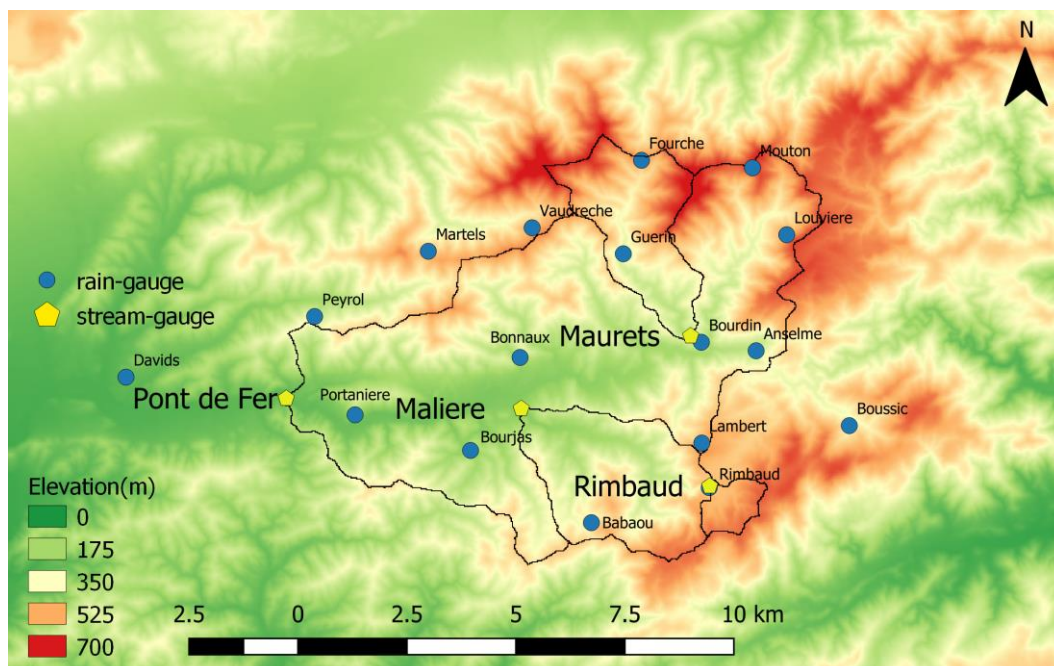 N
Fourche
Mouton
Vaudreche
Louviere
Martels
Guerin
rain-gauge
stream-gauge
Peyrol
Bourdin
Anselme
Bonnaux
Maurets
Davids
Pont de Fer
Portaniere
Maliere
Boussic
Lambert
Bourjas
Rimbaud
Rimbaud
Babaou
Elevation(m)
0
175
350
525
700
2.5 0 2.5 5 7.5 10 km